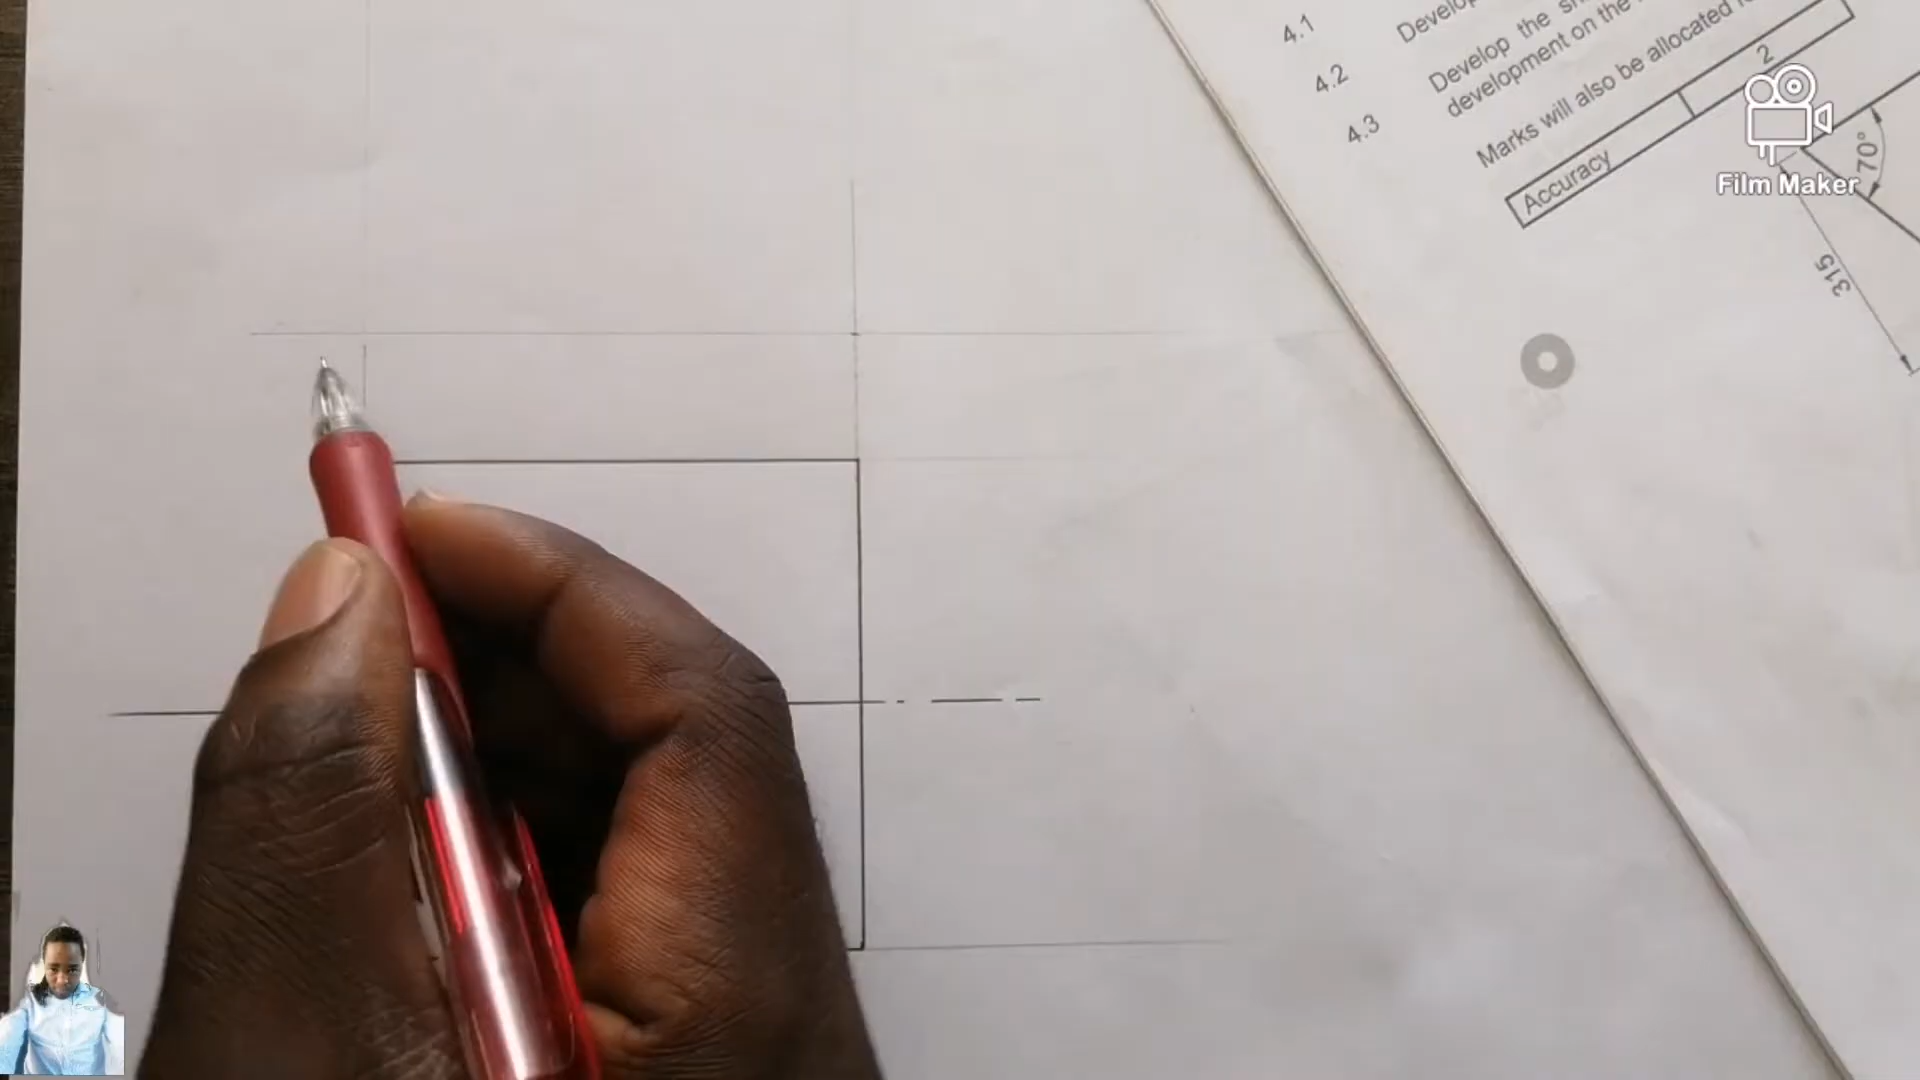 4.1
4.2 Develop the
4.3 development on the
Marks will also be allocated
Accuracy 2
70°
315
Film Maker